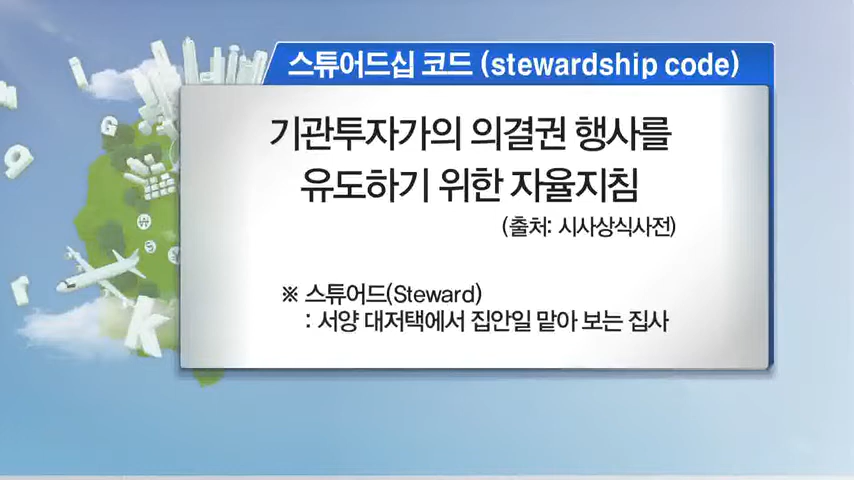 스튜어드십 코드 (stewardship code)
기관투자가의 의결권 행사를
유도하기 위한 자율지침
(출처: 시사상식사전)
※ 스튜어드(Steward)
: 서양 대저택에서 집안일 맡아 보는 집사
G
9
₩
$
¥
K